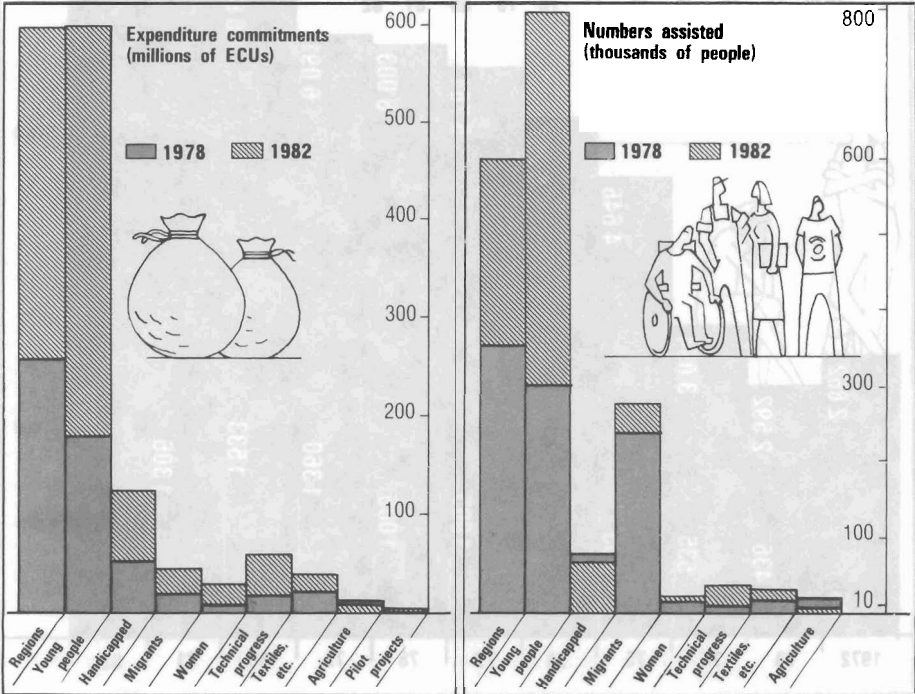 Expenditure commitments
(millions of ECUs)
1978
1982
600
500
400
300
200
100
Regions
Young
people
Handicapped
Migrants
Women
Technical
progress
Textiles,
etc.
Agriculture
Pilot
projects
Numbers assisted
(thousands of people)
1978
1982
800
600
300
100
10
Regions
Young
people
Handicapped
Migrants
Women
Technical
progress
Textiles,
etc.
Agriculture